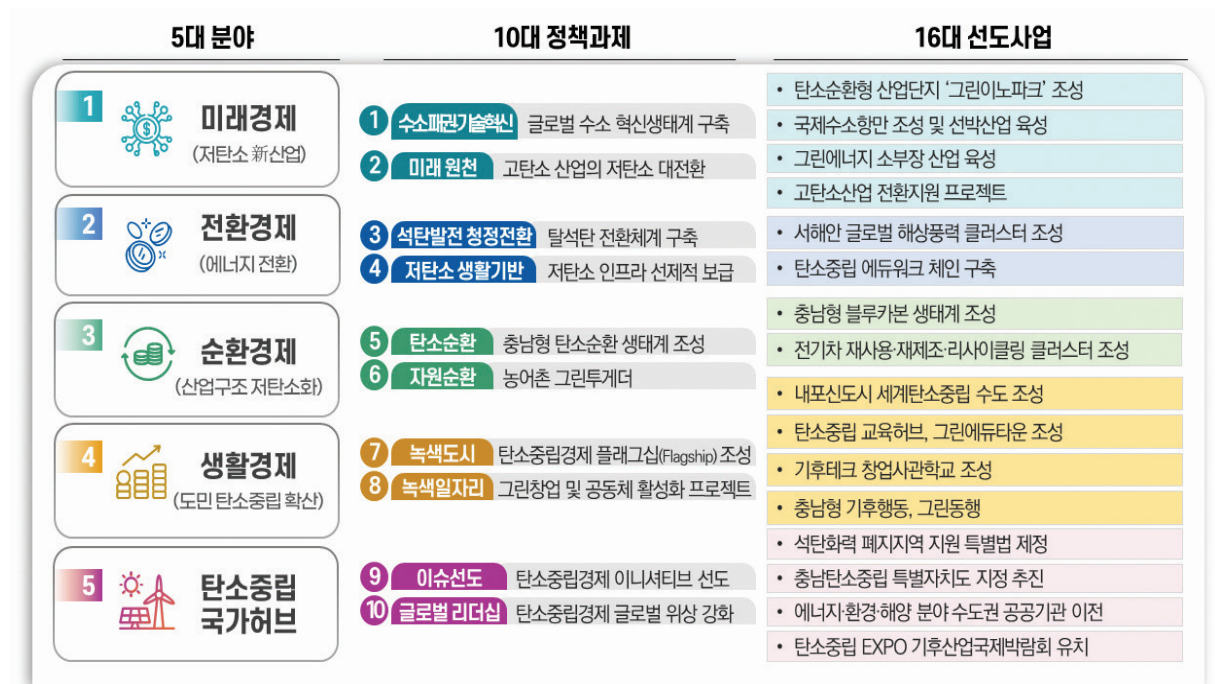 5대 분야
10대 정책과제
16대 선도사업
1
미래경제
(저탄소 新산업)
1 수소패권기술혁신 글로벌 수소 혁신생태계 구축
2 미래 원천 고탄소 산업의 저탄소 대전환
• 탄소순환형 산업단지 ‘그린이노파크’ 조성
• 국제수소항만 조성 및 선박산업 육성
• 그린에너지 소부장 산업 육성
• 고탄소산업 전환지원 프로젝트
2
전환경제
(에너지 전환)
3 석탄발전 청정전환 탈석탄 전환체계 구축
4 저탄소 생활기반 저탄소 인프라 선제적 보급
• 서해안 글로벌 해상풍력 클러스터 조성
• 탄소중립 에듀워크 체인 구축
3
순환경제
(산업구조 저탄소화)
5 탄소순환 충남형 탄소순환 생태계 조성
6 자원순환 농어촌 그린투게더
• 충남형 블루카본 생태계 조성
• 전기차 재사용·재제조·리사이클링 클러스터 조성
4
생활경제
(도민 탄소중립 확산)
7 녹색도시 탄소중립경제 플래그십(Flagship) 조성
8 녹색일자리 그린창업 및 공동체 활성화 프로젝트
• 내포신도시 세계탄소중립 수도 조성
• 탄소중립 교육허브, 그린에듀타운 조성
• 기후테크 창업사관학교 조성
• 충남형 기후행동, 그린동행
5
탄소중립
국가허브
9 이슈선도 탄소중립경제 이니셔티브 선도
10 글로벌 리더십 탄소중립경제 글로벌 위상 강화
• 석탄화력 폐지지역 지원 특별법 제정
• 충남탄소중립 특별자치도 지정 추진
• 에너지·환경·해양 분야 수도권 공공기관 이전
• 탄소중립 EXPO 기후산업국제박람회 유치